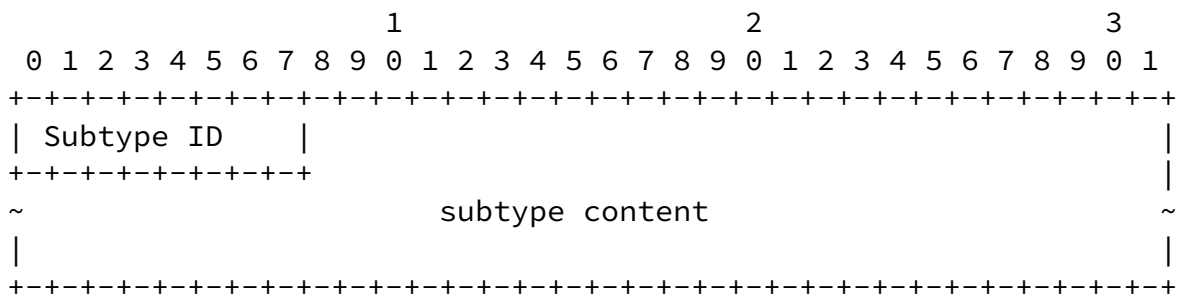 1                   2                   3
 0 1 2 3 4 5 6 7 8 9 0 1 2 3 4 5 6 7 8 9 0 1 2 3 4 5 6 7 8 9 0 1
+-+-+-+-+-+-+-+-+-+-+-+-+-+-+-+-+-+-+-+-+-+-+-+-+-+-+-+-+-+-+-+-+
| Subtype ID    |                                               |
+-+-+-+-+-+-+-+-+                                               |
~                       subtype content                         ~
|                                                               |
+-+-+-+-+-+-+-+-+-+-+-+-+-+-+-+-+-+-+-+-+-+-+-+-+-+-+-+-+-+-+-+-+